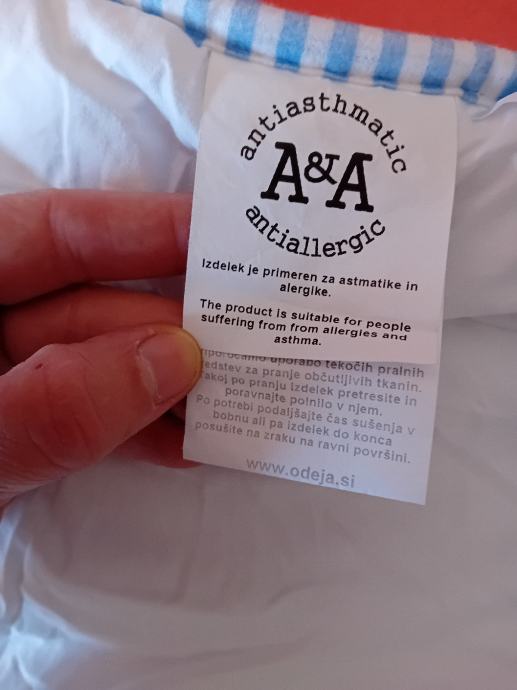 antiasthmatic
A&A
antiallergic
Izdelek je primeren za astmatike in
alergike.
The product is suitable for people
suffering from from allergies and
asthma.
uporabo tekočih pralnih
za pranje občutljivih tkanin.
po pranju izdelek pretresite in
poravnajte polnilo v njem.
Po potrebi podaljšajte čas sušenja v
bobnu ali pa izdelek do konca
posušite na zraku na ravni površini.
www.odeja.si